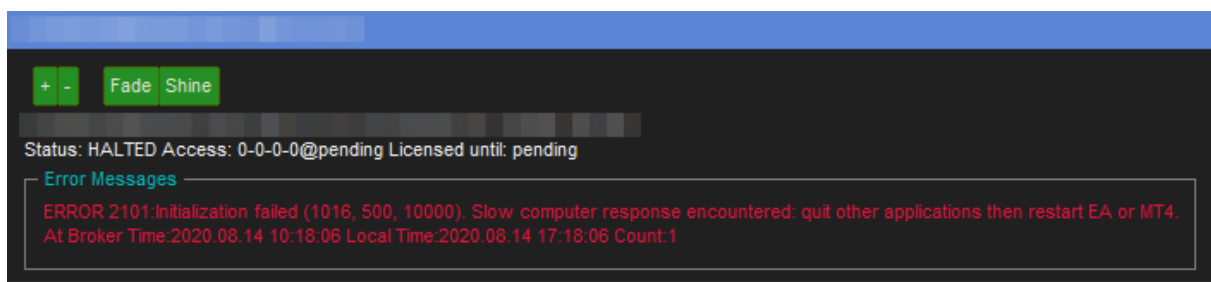 + - Fade Shine
Status: HALTED Access: 0-0-0-0@pending Licensed until: pending
Error Messages
ERROR 2101:Initialization failed (1016, 500, 10000). Slow computer response encountered: quit other applications then restart EA or MT4.
At Broker Time:2020.08.14 10:18:06 Local Time:2020.08.14 17:18:06 Count:1